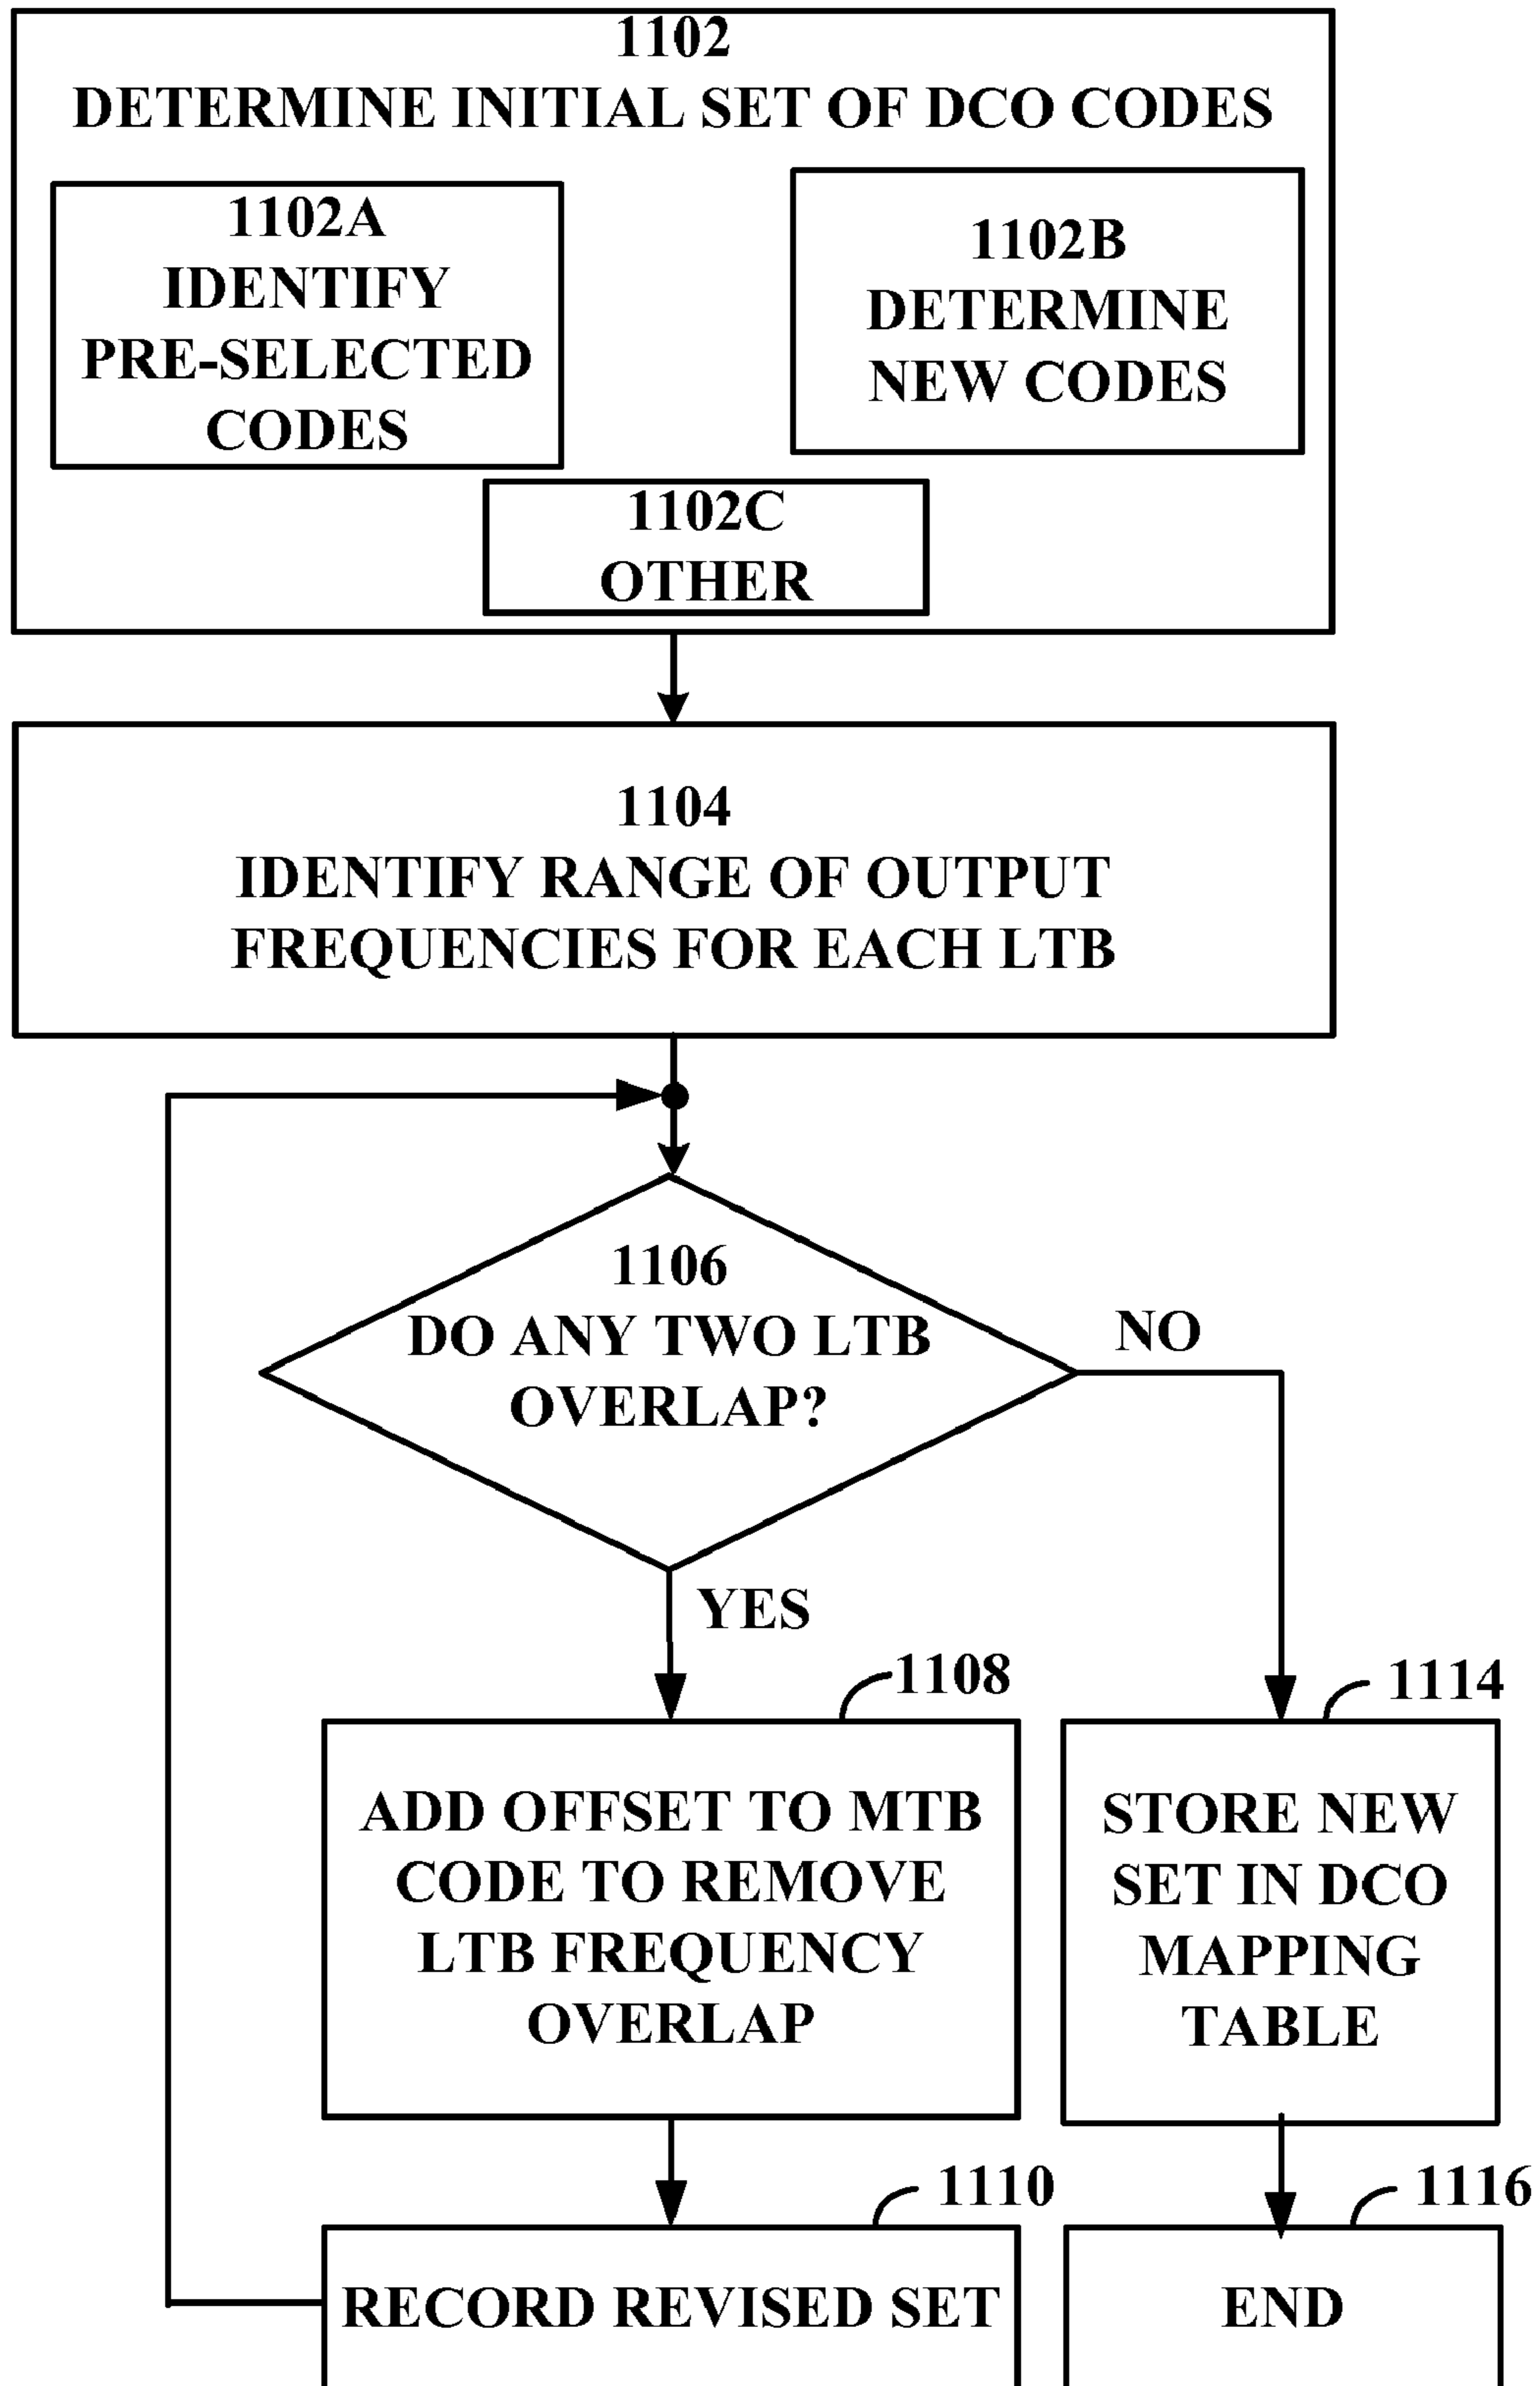 1102
DETERMINE INITIAL SET OF DCO CODES
1102A
IDENTIFY
PRE-SELECTED
CODES
1102B
DETERMINE
NEW CODES
1102C
OTHER
1104
IDENTIFY RANGE OF OUTPUT
FREQUENCIES FOR EACH LTB
1106
DO ANY TWO LTB
OVERLAP?
NO
YES
1108
ADD OFFSET TO MTB
CODE TO REMOVE
LTB FREQUENCY
OVERLAP
1114
STORE NEW
SET IN DCO
MAPPING
TABLE
1110
RECORD REVISED SET
1116
END